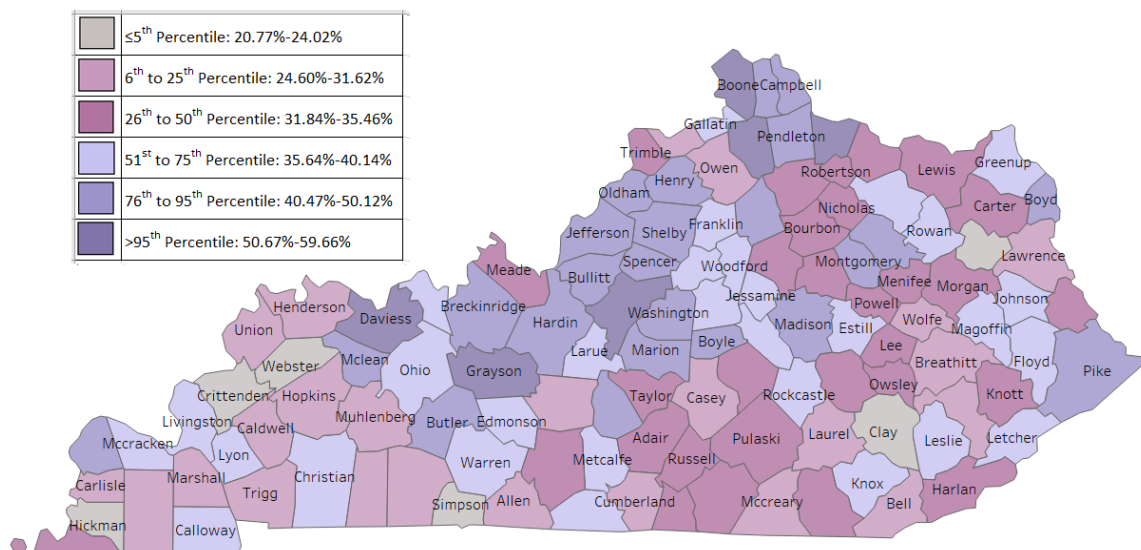 ≤5th Percentile: 20.77%-24.02%
6th to 25th Percentile: 24.60%-31.62%
26th to 50th Percentile: 31.84%-35.46%
51st to 75th Percentile: 35.64%-40.14%
76th to 95th Percentile: 40.47%-50.12%
>95th Percentile: 50.67%-59.66%
Boone
Campbell
Gallatin
Pendleton
Trimble
Owen
Robertson
Lewis
Greenup
Oldham
Henry
Nicholas
Carter
Boyd
Jefferson
Shelby
Franklin
Bourbon
Rowan
Lawrence
Meade
Bullitt
Spencer
Woodford
Montgomery
Menifee
Morgan
Johnson
Henderson
Daviess
Breckinridge
Hardin
Washington
Jessamine
Madison
Powell
Estill
Wolfe
Magoffin
Union
Mclean
Larue
Marion
Boyle
Lee
Breathitt
Floyd
Pike
Webster
Ohio
Grayson
Crittenden
Hopkins
Taylor
Casey
Rockcastle
Owsley
Knott
Livingston
Caldwell
Muhlenberg
Butler
Edmonson
Adair
Pulaski
Laurel
Clay
Leslie
Letcher
Mccracken
Lyon
Warren
Metcalfe
Russell
Carlisle
Marshall
Trigg
Christian
Simpson
Allen
Cumberland
Mccreary
Knox
Bell
Harlan
Hickman
Calloway